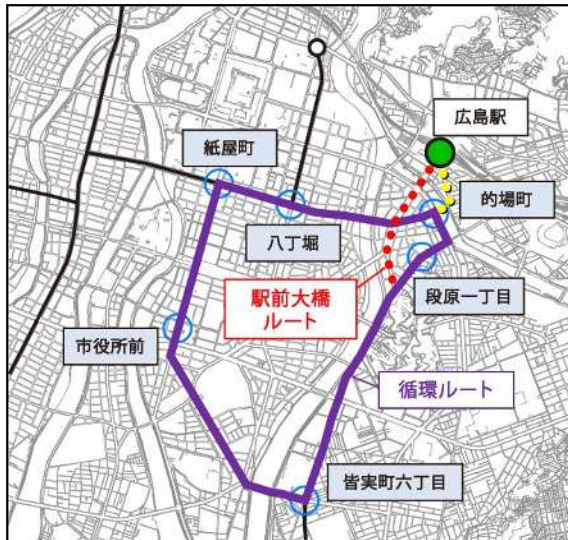 広島駅
紙屋町
的場町
八丁堀
段原一丁目
駅前大橋
ルート
市役所前
循環ルート
皆実町六丁目